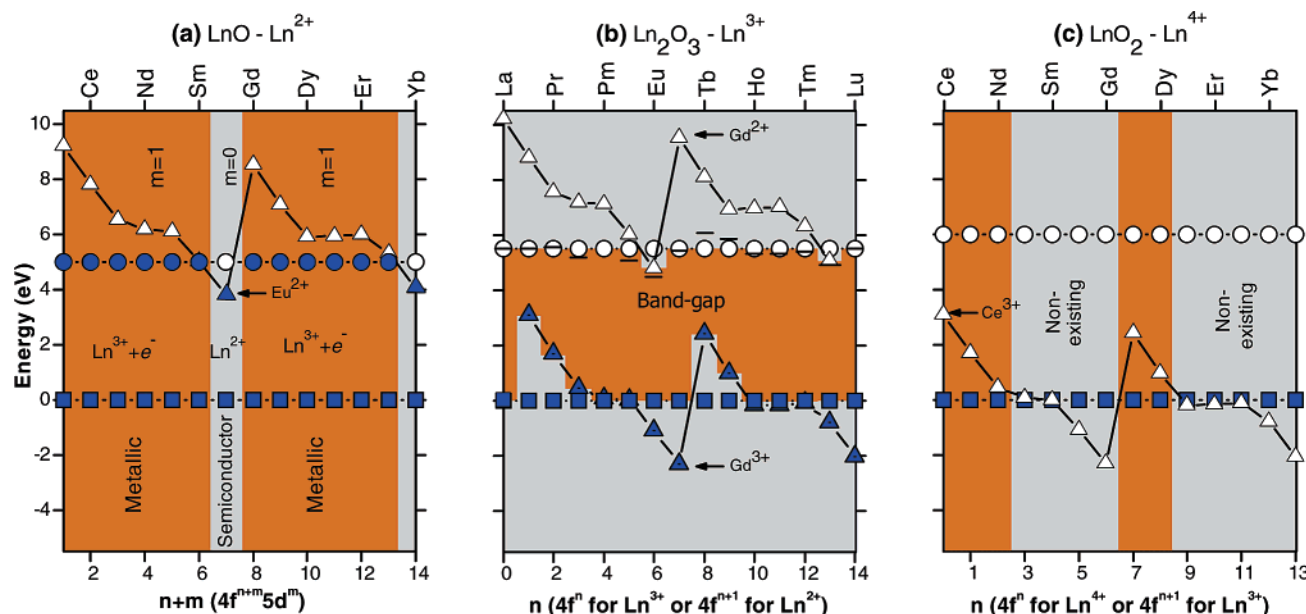 (a) LnO - Ln²⁺
Ce Nd Sm Gd Dy Er Yb
10
8
6
4
2
0
-2
-4
Energy (eV)
m=1
m=0
m=1
Eu²⁺
Ln³⁺+e⁻
Ln²⁺
Ln³⁺+e⁻
Metallic
Semiconductor
Metallic
2 4 6 8 10 12 14
n+m (4fⁿ⁺ᵐ5dᵐ)
(b) Ln₂O₃ - Ln³⁺
La Pr Pm Eu Tb Ho Tm Lu
Gd²⁺
Band-gap
Gd³⁺
0 2 4 6 8 10 12 14
n (4fⁿ for Ln³⁺ or 4fⁿ⁺¹ for Ln²⁺)
(c) LnO₂ - Ln⁴⁺
Ce Nd Sm Gd Dy Er Yb
Ce³⁺
Non-
existing
Non-
existing
1 3 5 7 9 11 13
n (4fⁿ for Ln⁴⁺ or 4fⁿ⁺¹ for Ln³⁺)